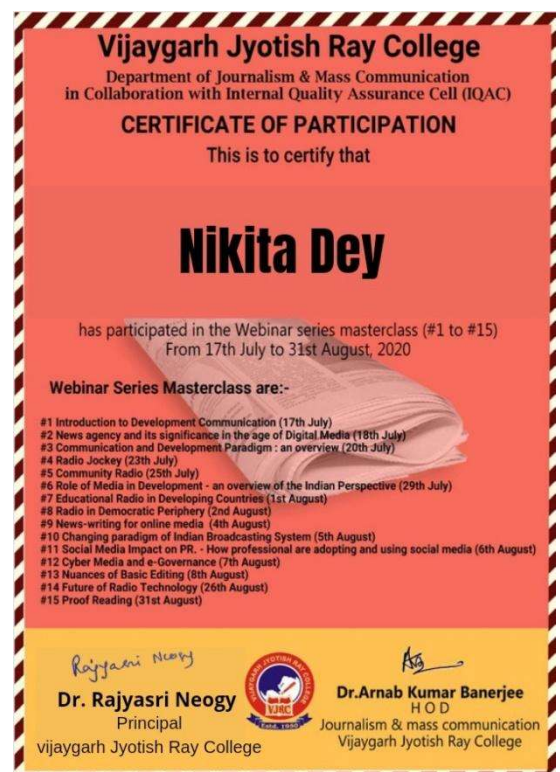 Vijaygarh Jyotish Ray College
Department of Journalism & Mass Communication
in Collaboration with Internal Quality Assurance Cell (IQAC)
CERTIFICATE OF PARTICIPATION
This is to certify that
Nikita Dey
has participated in the Webinar series masterclass (#1 to #15)
From 17th July to 31st August, 2020
Webinar Series Masterclass are:-
#1 Introduction to Development Communication (17th July)
#2 News agency and its significance in the age of Digital Media (18th July)
#3 Communication and Development Paradigm : an overview (20th July)
#4 Radio Jockey (23th July)
#5 Community Radio (25th July)
#6 Role of Media in Development - an overview of the Indian Perspective (29th July)
#7 Educational Radio in Developing Countries (1st August)
#8 Radio in Democratic Periphery (2nd August)
#9 News-writing for online media (4th August)
#10 Changing paradigm of Indian Broadcasting System (5th August)
#11 Social Media Impact on PR. - How professional are adopting and using social media (6th August)
#12 Cyber Media and e-Governance (7th August)
#13 Nuances of Basic Editing (8th August)
#14 Future of Radio Technology (26th August)
#15 Proof Reading (31st August)
Rajyasri Neogy
Dr. Rajyasri Neogy
Principal
vijaygarh Jyotish Ray College
VIJAYGARH JYOTISH RAY COLLEGE
VJRC
Estd. 1950
Dr.Arnab Kumar Banerjee
H O D
Journalism & mass communication
Vijaygarh Jyotish Ray College